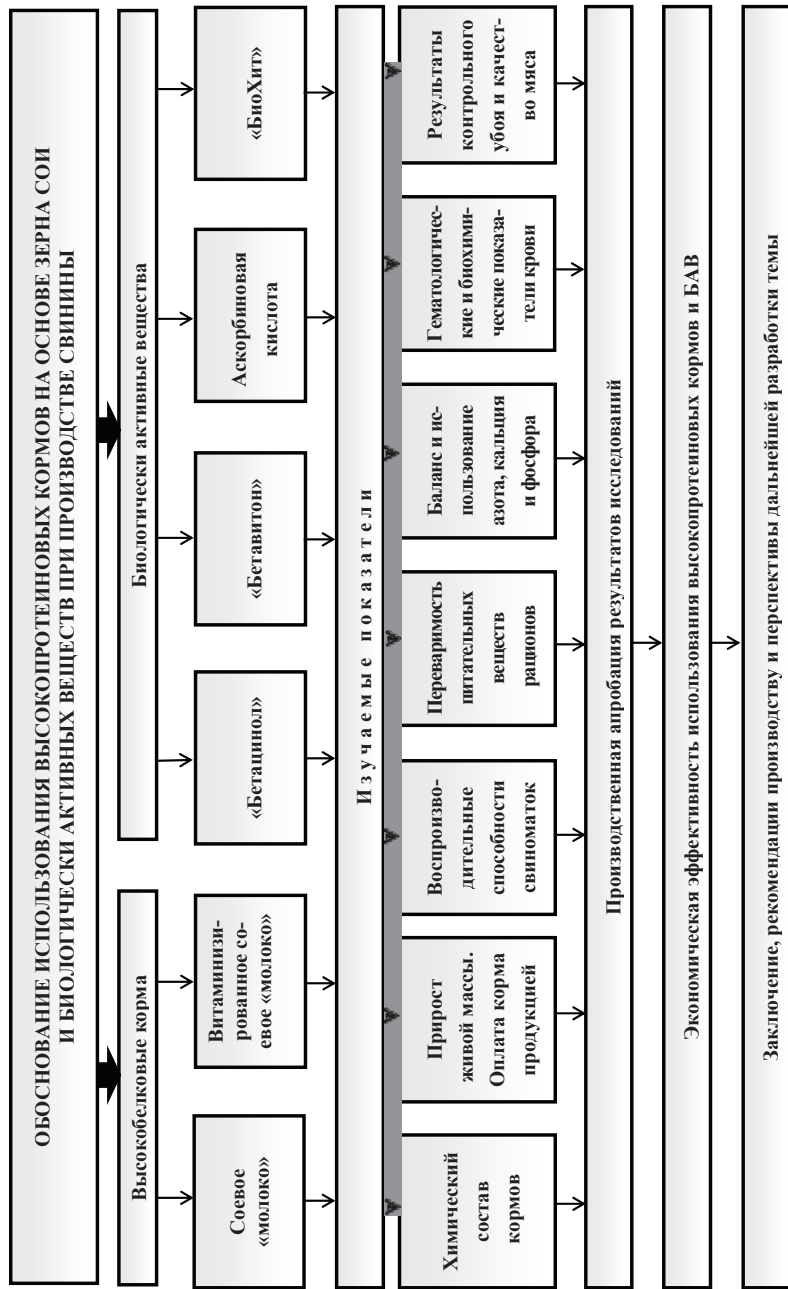 ОБОСНОВАНИЕ ИСПОЛЬЗОВАНИЯ ВЫСОКОПРОТЕИНОВЫХ КОРМОВ НА ОСНОВЕ ЗЕРНА СОИ
И БИОЛОГИЧЕСКИ АКТИВНЫХ ВЕЩЕСТВ ПРИ ПРОИЗВОДСТВЕ СВИНИНЫ
Высокобелковые корма
Биологически активные вещества
Соевое
«молоко»
Витаминизи-
рованное со-
евое «молоко»
«Бетацинол»
«Бетавитон»
Аскорбиновая
кислота
«БиоХит»
Изучаемые показатели
Химический
состав
кормов
Прирост
живой массы.
Оплата корма
продукцией
Воспроизво-
дительные
способности
свиноматок
Переваримость
питательных
веществ
рационов
Баланс и ис-
пользование
азота, кальция
и фосфора
Гематологичес-
кие и биохими-
ческие показа-
тели крови
Результаты
контрольного
убоя и качест-
во мяса
Производственная апробация результатов исследований
Экономическая эффективность использования высокопротеиновых кормов и БАВ
Заключение, рекомендации производству и перспективы дальнейшей разработки темы